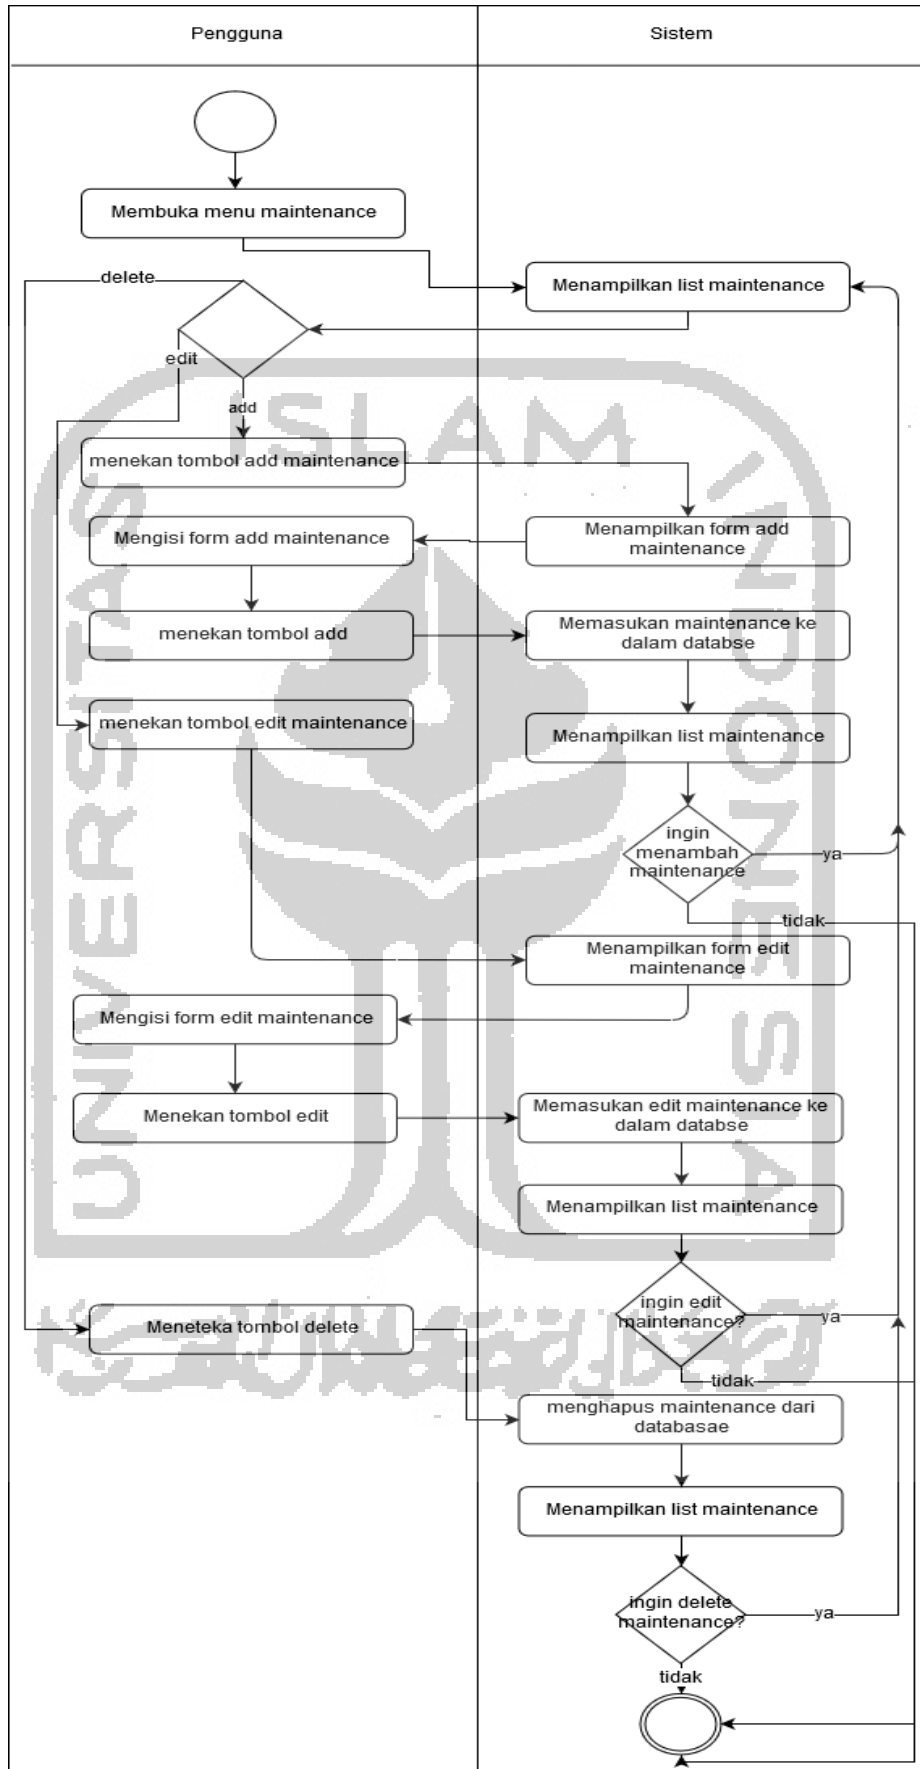 Pengguna
Sistem
Membuka menu maintenance
delete
Menampilkan list maintenance
edit
add
ISLAM
menekan tombol add maintenance
Mengisi form add maintenance
Menampilkan form add
maintenance
menekan tombol add
Memasukan maintenance ke
dalam databse
menekan tombol edit maintenance
Menampilkan list maintenance
UNIVERSITAS
INDONESIA
ingin
menambah
maintenance
ya
tidak
Menampilkan form edit
maintenance
Mengisi form edit maintenance
Menekan tombol edit
Memasukan edit maintenance ke
dalam databse
Menampilkan list maintenance
ingin edit
maintenance?
ya
Meneteka tombol delete
tidak
menghapus maintenance dari
databasae
Menampilkan list maintenance
ingin delete
maintenance?
ya
tidak